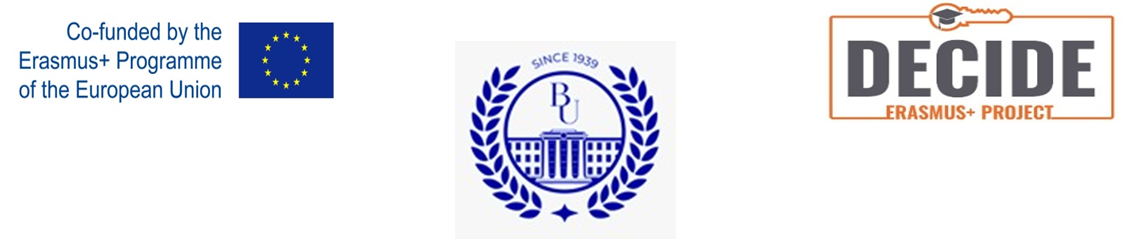 Co-funded by the
Erasmus+ Programme
of the European Union
SINCE 1939
BU
DECIDE
ERASMUS+ PROJECT